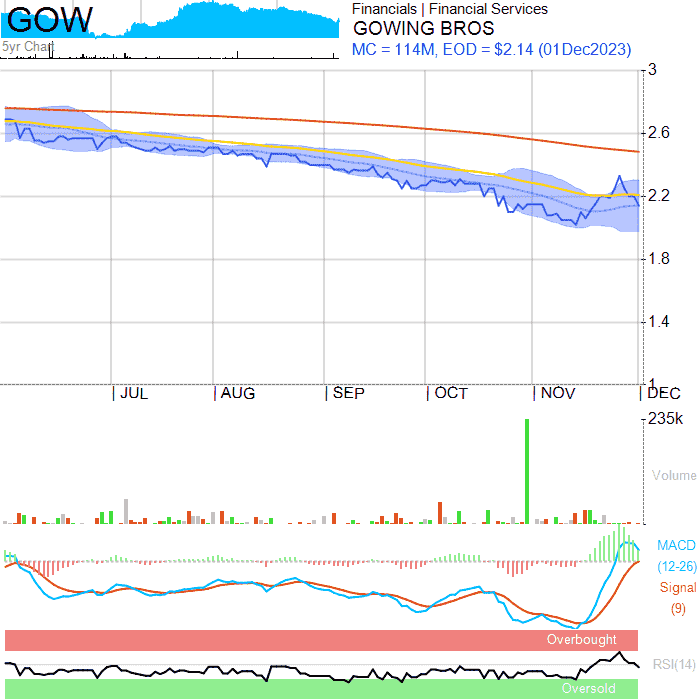 GOW
5yr Chart
Financials | Financial Services
GOWING BROS
MC = 114M, EOD = $2.14 (01Dec2023)
3
2.6
2.2
1.8
1.4
1
JUL
AUG
SEP
OCT
NOV
DEC
235k
Volume
MACD
(12-26)
Signal
(9)
Overbought
RSI(14)
Oversold